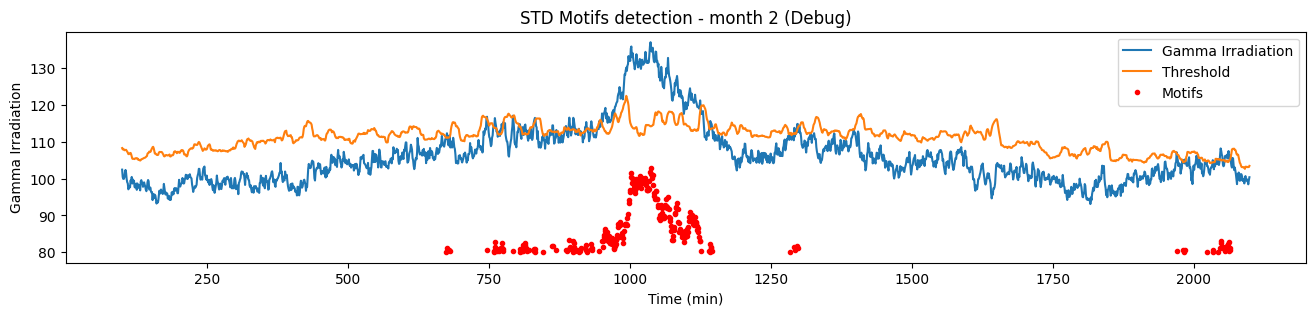 STD Motifs detection - month 2 (Debug)
Gamma Irradiation
130
120
110
100
90
80
Gamma Irradiation
Threshold
Motifs
250
500
750
1000
1250
1500
1750
2000
Time (min)